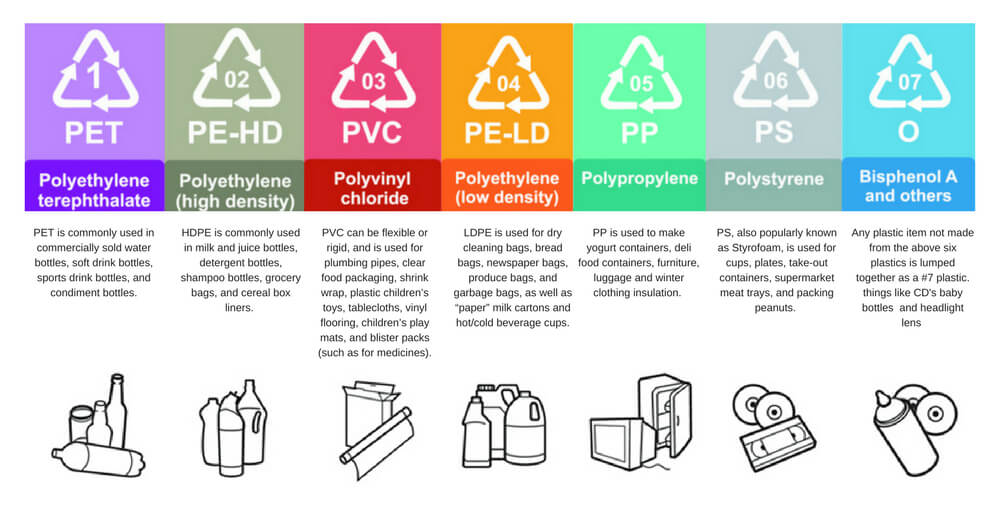 1
PET
Polyethylene
terephthalate
PET is commonly used in
commercially sold water
bottles, soft drink bottles,
sports drink bottles, and
condiment bottles.
02
PE-HD
Polyethylene
(high density)
HDPE is commonly used
in milk and juice bottles,
detergent bottles,
shampoo bottles, grocery
bags, and cereal box
liners.
03
PVC
Polyvinyl
chloride
PVC can be flexible or
rigid, and is used for
plumbing pipes, clear
food packaging, shrink
wrap, plastic children's
toys, tablecloths, vinyl
flooring, children's play
mats, and blister packs
(such as for medicines).
04
PE-LD
Polyethylene
(low density)
LDPE is used for dry
cleaning bags, bread
bags, newspaper bags,
produce bags, and
garbage bags, as well as
“paper” milk cartons and
hot/cold beverage cups.
05
PP
Polypropylene
PP is used to make
yogurt containers, deli
food containers, furniture,
luggage and winter
clothing insulation.
06
PS
Polystyrene
PS, also popularly known
as Styrofoam, is used for
cups, plates, take-out
containers, supermarket
meat trays, and packing
peanuts.
07
O
Bisphenol A
and others
Any plastic item not made
from the above six
plastics is lumped
together as a #7 plastic.
things like CD's baby
bottles and headlight
lens